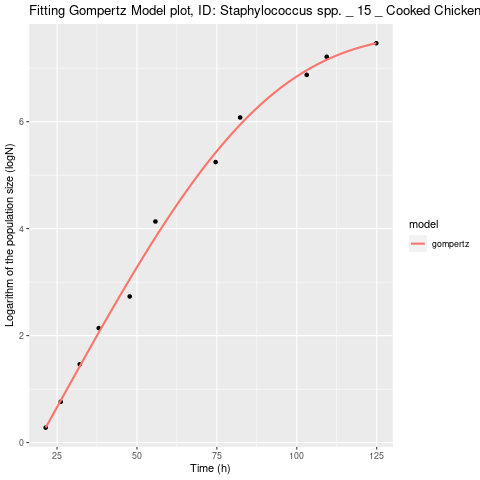 Fitting Gompertz Model plot, ID: Staphylococcus spp. _ 15 _ Cooked Chicken
Logarithm of the population size (logN)
6
4
2
0
25 50 75 100 125
Time (h)
model
gompertz